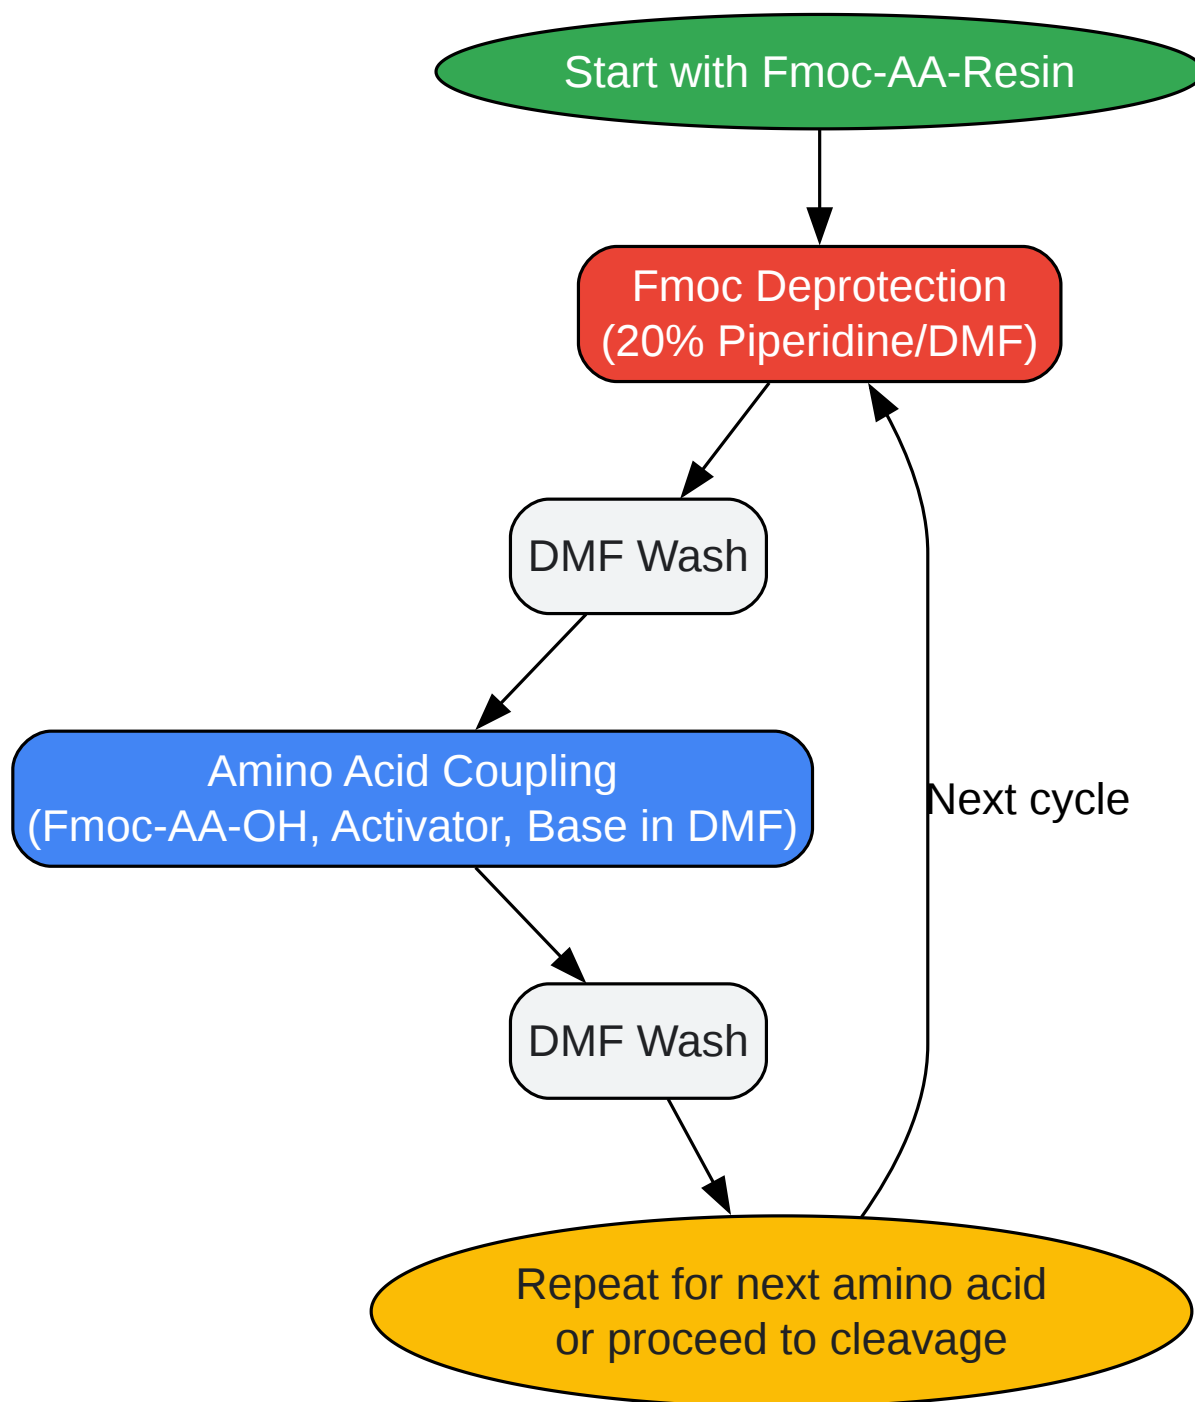 Start with Fmoc-AA-Resin
Fmoc Deprotection
(20% Piperidine/DMF)
DMF Wash
Amino Acid Coupling
(Fmoc-AA-OH, Activator, Base in DMF)
Next cycle
DMF Wash
Repeat for next amino acid
or proceed to cleavage